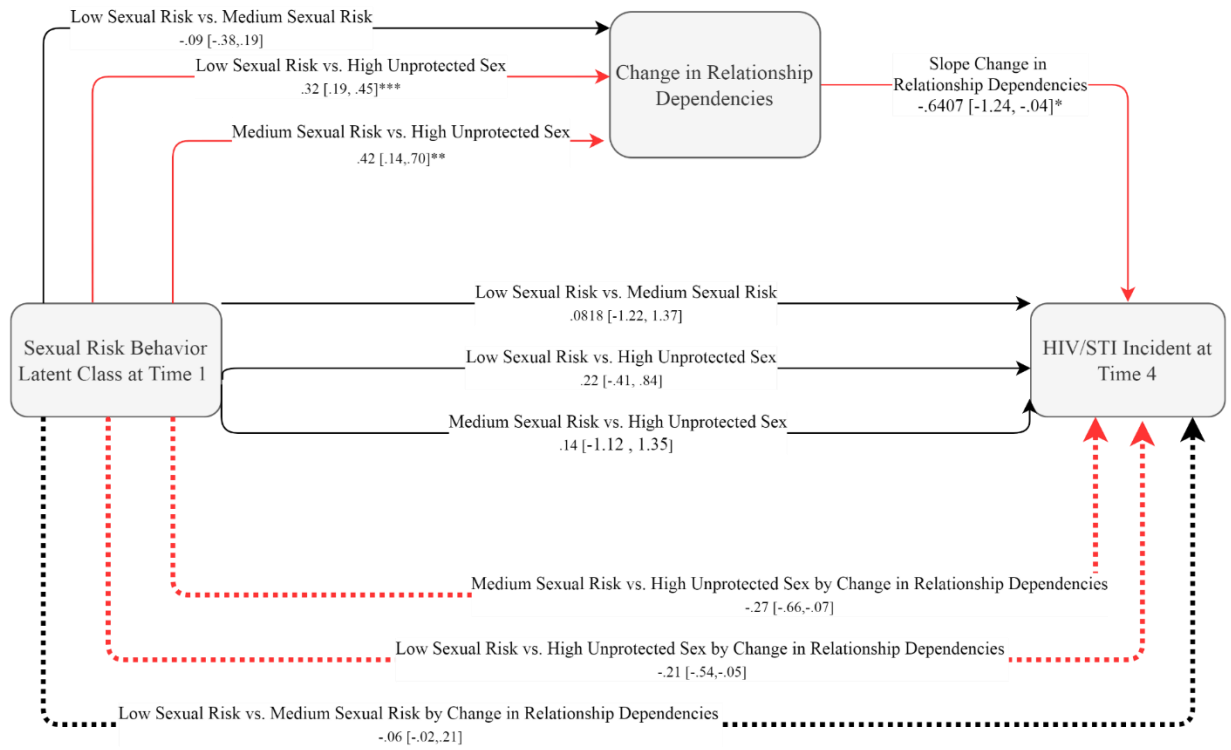 Low Sexual Risk vs. Medium Sexual Risk
-.09 [-.38,.19]
Low Sexual Risk vs. High Unprotected Sex
.32 [.19, .45]***
Medium Sexual Risk vs. High Unprotected Sex
.42 [.14,.70]**
Change in Relationship
Dependencies
Slope Change in
Relationship Dependencies
-.6407 [-1.24, -.04]*
Sexual Risk Behavior
Latent Class at Time 1
Low Sexual Risk vs. Medium Sexual Risk
.0818 [-1.22, 1.37]
Low Sexual Risk vs. High Unprotected Sex
.22 [-.41, .84]
Medium Sexual Risk vs. High Unprotected Sex
.14 [-1.12 , 1.35]
HIV/STI Incident at
Time 4
Medium Sexual Risk vs. High Unprotected Sex by Change in Relationship Dependencies
-.27 [-.66,-.07]
Low Sexual Risk vs. High Unprotected Sex by Change in Relationship Dependencies
-.21 [-.54,-.05]
Low Sexual Risk vs. Medium Sexual Risk by Change in Relationship Dependencies
-.06 [-.02,.21]